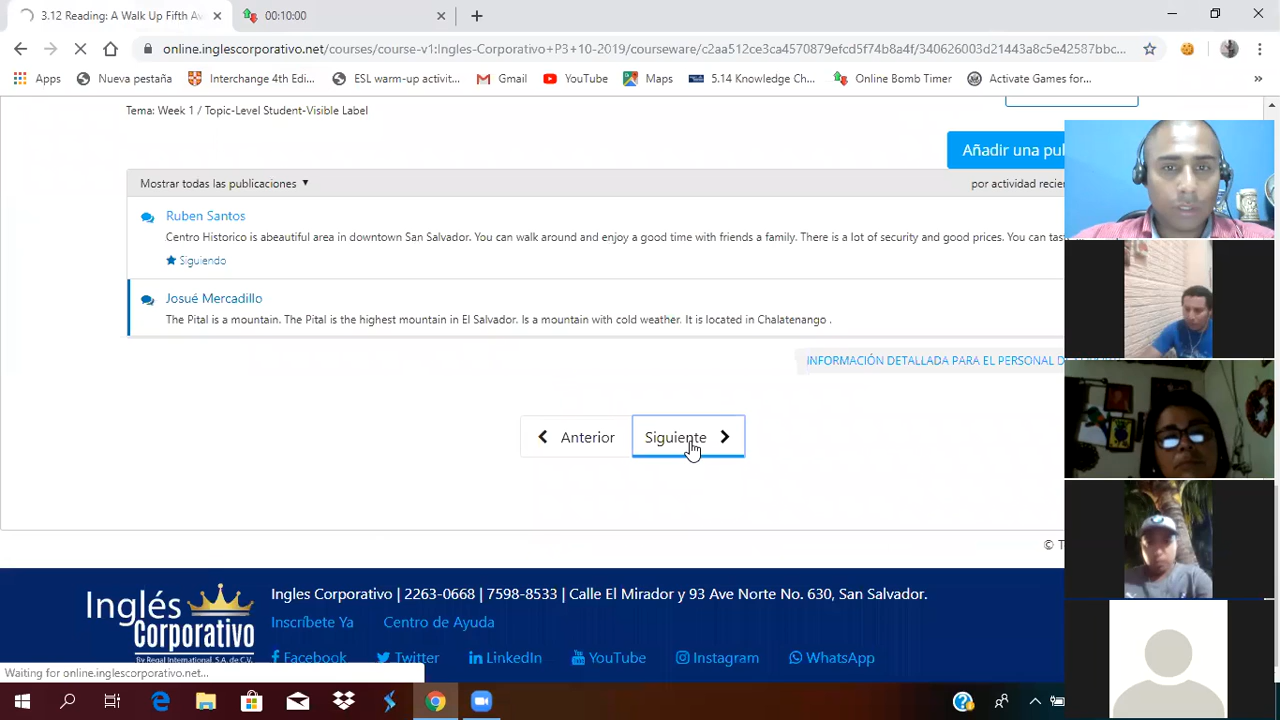 3.12 Reading: A Walk Up Fifth Av
00:10:00
online.inglescorporativo.net/courses/course-v1:Ingles-Corporativo+P3+10-2019/courseware/c2aa512ce3ca4570879efcd5f74b8a4f/340626003d21443a8c5e42587bbc...
Apps
Nueva pestaña
Interchange 4th Edi...
ESL warm-up activit...
Gmail
YouTube
Maps
5.14 Knowledge Ch...
Online Bomb Timer
Activate Games for...
Tema: Week 1 / Topic-Level Student-Visible Label
Añadir una pul
Mostrar todas las publicaciones
por actividad recie
Ruben Santos
Centro Historico is abeautiful area in downtown San Salvador. You can walk around and enjoy a good time with friends a family. There is a lot of security and good prices. You can tas
Siguiendo
Josué Mercadillo
The Pital is a mountain. The Pital is the highest mountain in El Salvador. Is a mountain with cold weather. It is located in Chalatenango .
INFORMACIÓN DETALLADA PARA EL PERSONAL DE
Anterior
Siguiente
© T
Inglés Corporativo
By Regal International, S.A. de C.V.
Ingles Corporativo | 2263-0668 | 7598-8533 | Calle El Mirador y 93 Ave Norte No. 630, San Salvador.
Inscríbete Ya
Centro de Ayuda
Facebook
Twitter
LinkedIn
YouTube
Instagram
WhatsApp
Waiting for online.inglescorporativo.net...